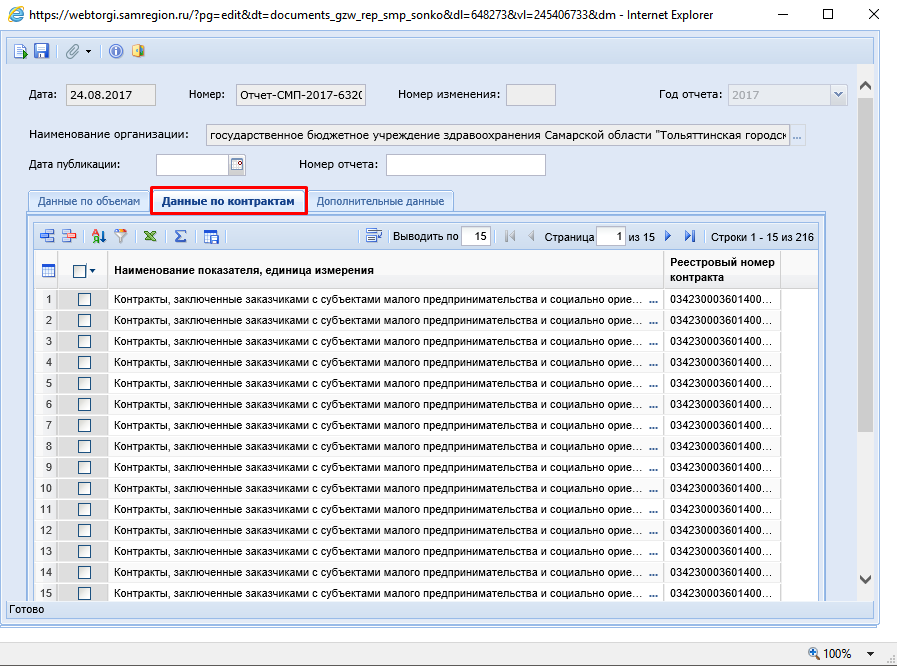 https://webtorgi.samregion.ru/?pg=edit&dt=documents_gzw_rep_smp_sonko&dl=648273&vl=245406733&dm - Internet Explorer
Дата: 24.08.2017 Номер: Отчет-СМП-2017-6320 Номер изменения: Год отчета: 2017
Наименование организации: государственное бюджетное учреждение здравоохранения Самарской области "Тольяттинская городск ...
Дата публикации: Номер отчета:
Данные по объемам Данные по контрактам Дополнительные данные
Выводить по 15 Страница 1 из 15 Строки 1 - 15 из 216
Наименование показателя, единица измерения Реестровый номер
контракта
1 Контракты, заключенные заказчиками с субъектами малого предпринимательства и социально орие... ... 034230003601400...
2 Контракты, заключенные заказчиками с субъектами малого предпринимательства и социально орие... ... 034230003601400...
3 Контракты, заключенные заказчиками с субъектами малого предпринимательства и социально орие... ... 034230003601400...
4 Контракты, заключенные заказчиками с субъектами малого предпринимательства и социально орие... ... 034230003601400...
5 Контракты, заключенные заказчиками с субъектами малого предпринимательства и социально орие... ... 034230003601400...
6 Контракты, заключенные заказчиками с субъектами малого предпринимательства и социально орие... ... 034230003601400...
7 Контракты, заключенные заказчиками с субъектами малого предпринимательства и социально орие... ... 034230003601400...
8 Контракты, заключенные заказчиками с субъектами малого предпринимательства и социально орие... ... 034230003601400...
9 Контракты, заключенные заказчиками с субъектами малого предпринимательства и социально орие... ... 034230003601400...
10 Контракты, заключенные заказчиками с субъектами малого предпринимательства и социально орие... ... 034230003601400...
11 Контракты, заключенные заказчиками с субъектами малого предпринимательства и социально орие... ... 034230003601400...
12 Контракты, заключенные заказчиками с субъектами малого предпринимательства и социально орие... ... 034230003601400...
13 Контракты, заключенные заказчиками с субъектами малого предпринимательства и социально орие... ... 034230003601400...
14 Контракты, заключенные заказчиками с субъектами малого предпринимательства и социально орие... ... 034230003601400...
15 Контракты, заключенные заказчиками с субъектами малого предпринимательства и социально орие... ... 034230003601400...
Готово
100%